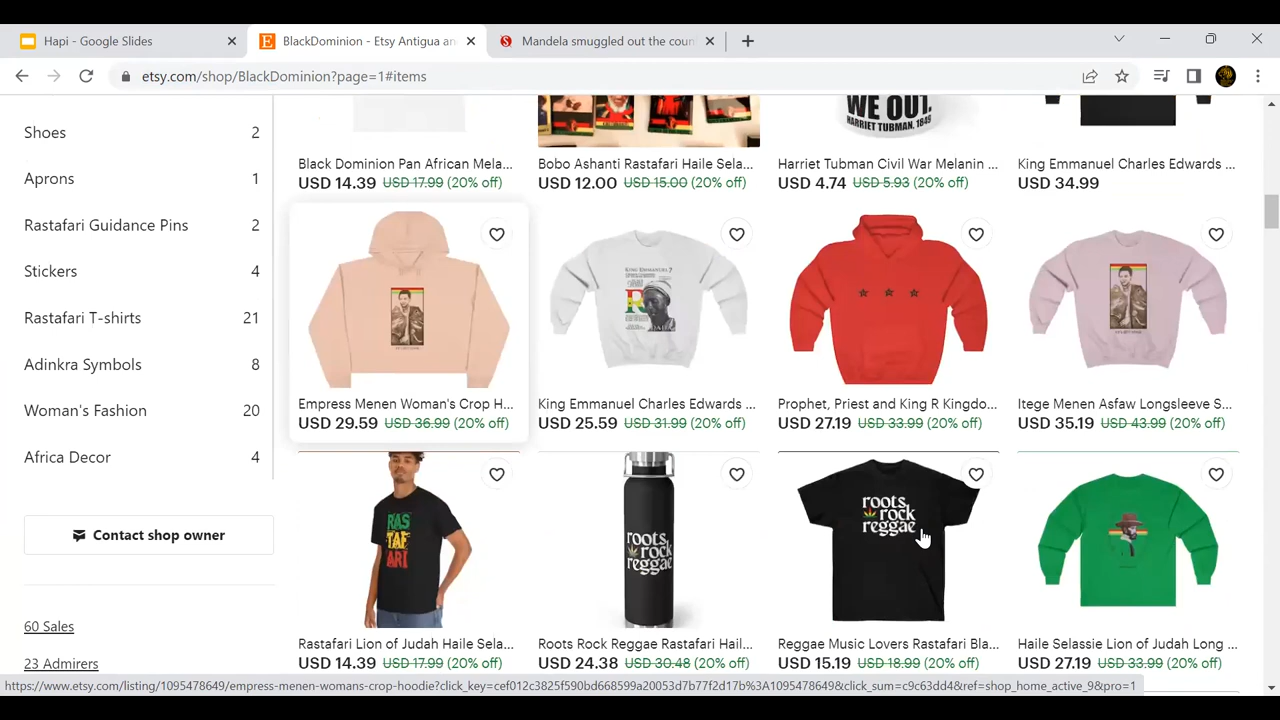 Hapi - Google Slides
BlackDominion - Etsy Antigua an
Mandela smuggled out the coun
etsy.com/shop/BlackDominion?page=1#items
Shoes 2
Aprons 1
Rastafari Guidance Pins 2
Stickers 4
Rastafari T-shirts 21
Adinkra Symbols 8
Woman's Fashion 20
Africa Decor 4
Contact shop owner
60 Sales
23 Admirers
WE OUT.
HARRIET TUBMAN, 1849
Black Dominion Pan African Mela...
USD 14.39 USD 17.99 (20% off)
Bobo Ashanti Rastafari Haile Sela...
USD 12.00 USD 15.00 (20% off)
Harriet Tubman Civil War Melanin ...
USD 4.74 USD 5.93 (20% off)
King Emmanuel Charles Edwards ...
USD 34.99
KING EMMANUEL 7
R
Empress Menen Woman's Crop H...
USD 29.59 USD 36.99 (20% off)
King Emmanuel Charles Edwards ...
USD 25.59 USD 31.99 (20% off)
Prophet, Priest and King R Kingdo...
USD 27.19 USD 33.99 (20% off)
Itege Menen Asfaw Longsleeve S...
USD 35.19 USD 43.99 (20% off)
RAS
TAF
ARI
roots
rock
reggae
roots
rock
reggae
Rastafari Lion of Judah Haile Sela...
USD 14.39 USD 17.99 (20% off)
Roots Rock Reggae Rastafari Hail...
USD 24.38 USD 30.48 (20% off)
Reggae Music Lovers Rastafari Bla...
USD 15.19 USD 18.99 (20% off)
Haile Selassie Lion of Judah Long ...
USD 27.19 USD 33.99 (20% off)
https://www.etsy.com/listing/1095478649/empress-menen-womans-crop-hoodie?click_key=cef012c3825f590bd668599a20053d7b77f2d17b%3A1095478649&click_sum=c9c63dd4&ref=shop_home_active_9&pro=1